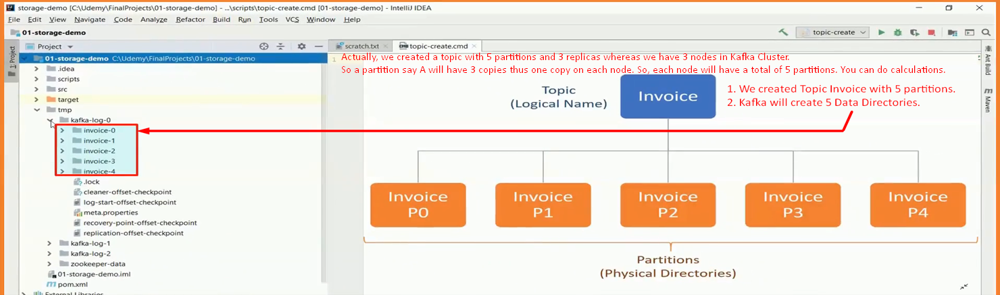 storage-demo [C:\Udemy\FinalProjects\01-storage-demo] - ...\scripts\topic-create.cmd [01-storage-demo] - IntelliJ IDEA
File Edit View Navigate Code Analyze Refactor Build Run Tools VCS Window Help
01-storage-demo
topic-create
1: Project
Project
scratch.txt
topic-create.cmd
Ant Build
Maven
01-storage-demo C:\Udemy\FinalProjects\01-storage-demo
.idea
scripts
src
target
tmp
kafka-log-0
invoice-0
invoice-1
invoice-2
invoice-3
invoice-4
.lock
cleaner-offset-checkpoint
log-start-offset-checkpoint
meta.properties
recovery-point-offset-checkpoint
replication-offset-checkpoint
kafka-log-1
kafka-log-2
zookeeper-data
01-storage-demo.iml
pom.xml
External Libraries
1
Actually, we created a topic with 5 partitions and 3 replicas whereas we have 3 nodes in Kafka Cluster.
So a partition say A will have 3 copies thus one copy on each node. So, each node will have a total of 5 partitions. You can do calculations.
Topic
(Logical Name)
Invoice
1. We created Topic Invoice with 5 partitions.
2. Kafka will create 5 Data Directories.
Invoice
P0
Invoice
P1
Invoice
P2
Invoice
P3
Invoice
P4
Partitions
(Physical Directories)